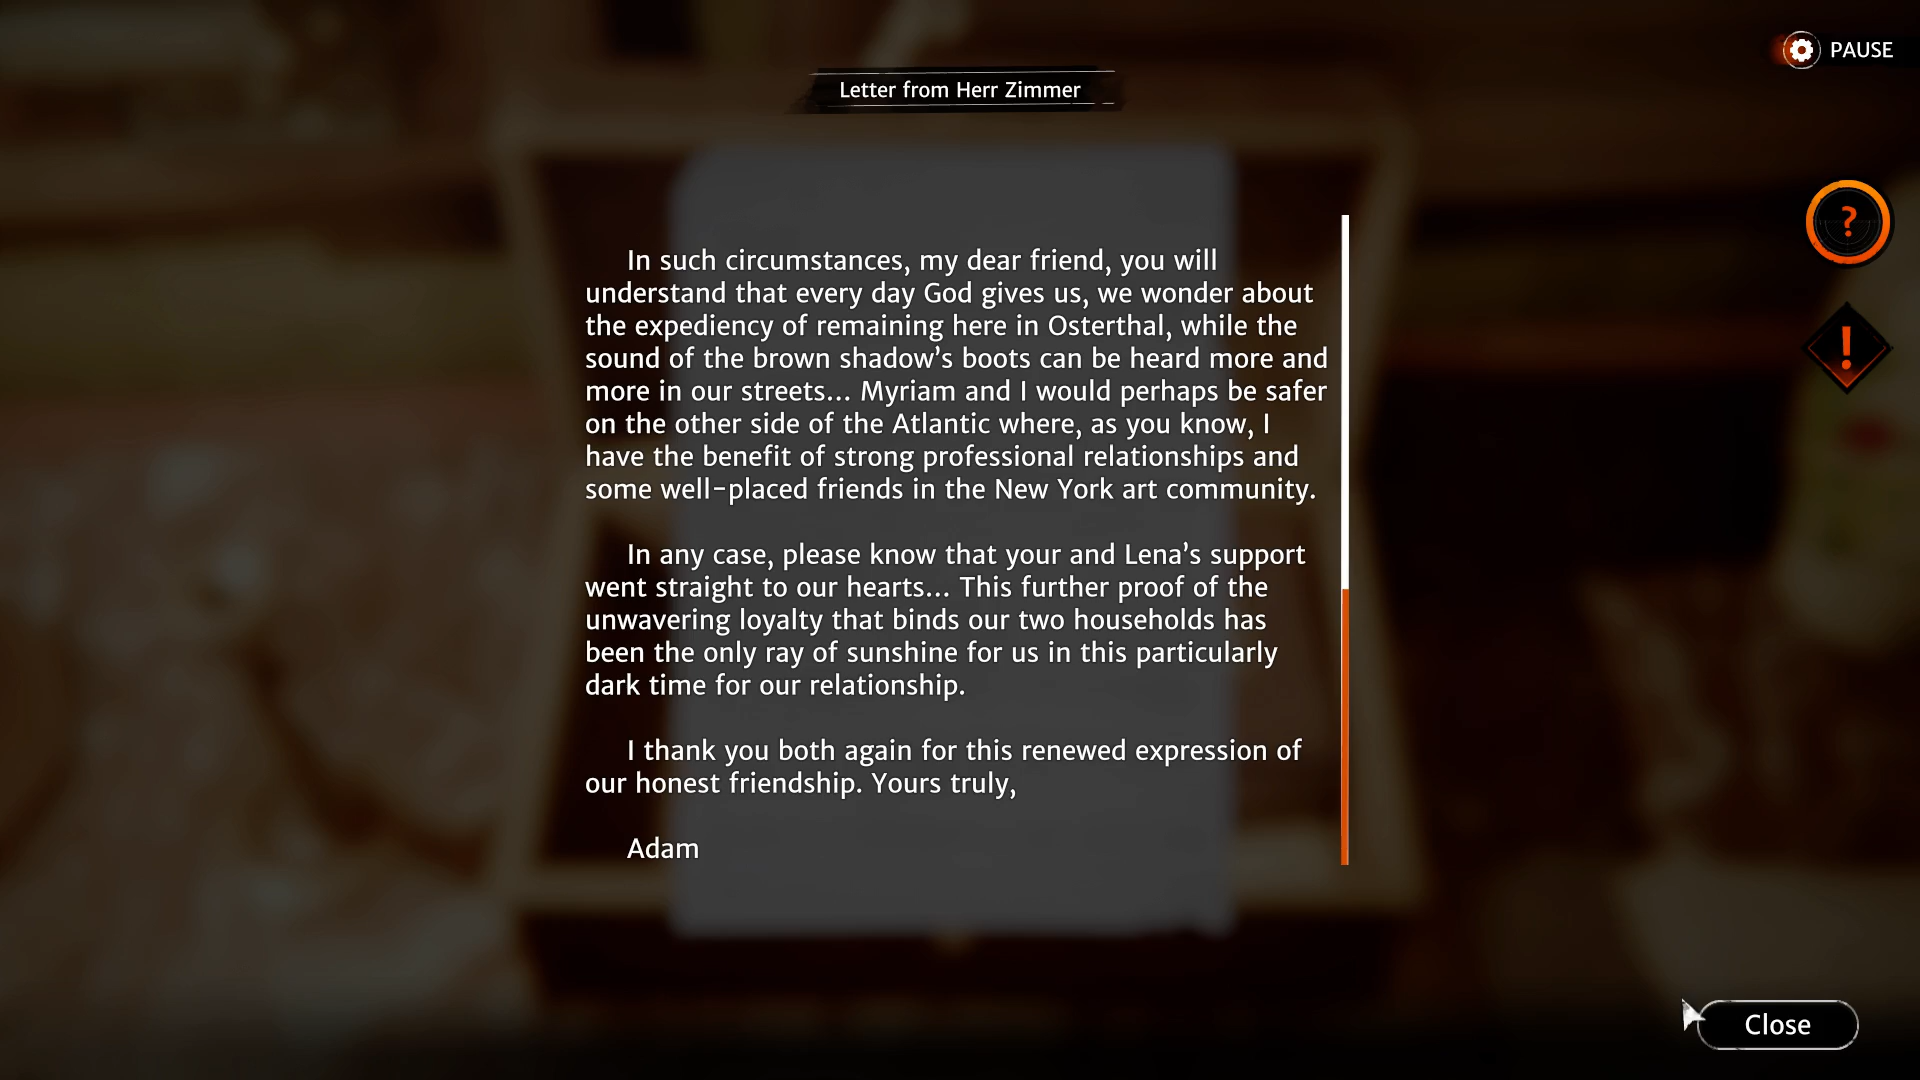 PAUSE
Letter from Herr Zimmer
?
!
In such circumstances, my dear friend, you will
understand that every day God gives us, we wonder about
the expediency of remaining here in Osterthal, while the
sound of the brown shadow’s boots can be heard more and
more in our streets… Myriam and I would perhaps be safer
on the other side of the Atlantic where, as you know, I
have the benefit of strong professional relationships and
some well-placed friends in the New York art community.
In any case, please know that your and Lena’s support
went straight to our hearts… This further proof of the
unwavering loyalty that binds our two households has
been the only ray of sunshine for us in this particularly
dark time for our relationship.
I thank you both again for this renewed expression of
our honest friendship. Yours truly,
Adam
Close